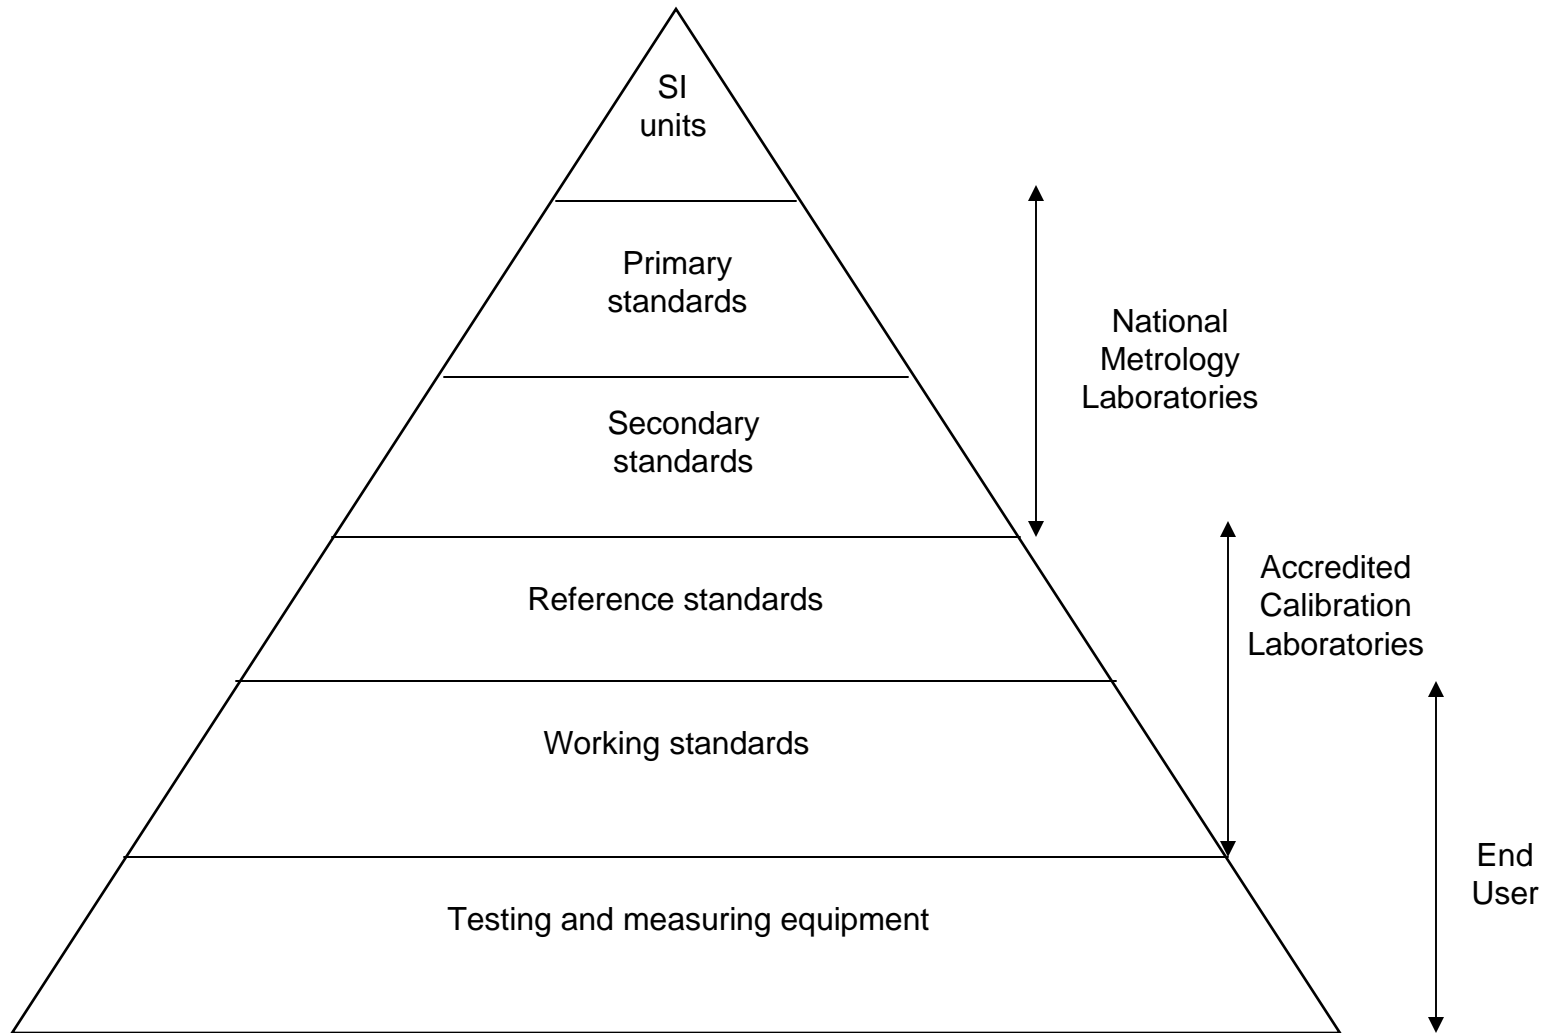 SI
units
Primary
standards
National
Metrology
Laboratories
Secondary
standards
Accredited
Calibration
Laboratories
Reference standards
Working standards
End
User
Testing and measuring equipment